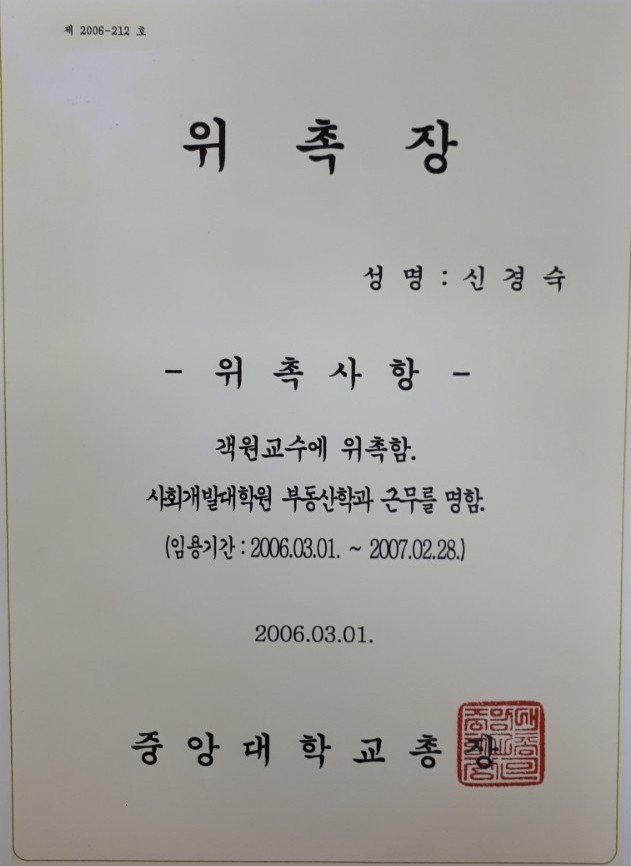 제 2006-212 호
위 촉 장
성 명 : 신 경 숙
- 위 촉 사 항 -
객원교수에 위촉함.
사회개발대학원 부동산학과 근무를 명함.
(임용기간 : 2006.03.01. ~ 2007.02.28.)
2006.03.01.
중 앙 대 학 교 총 장